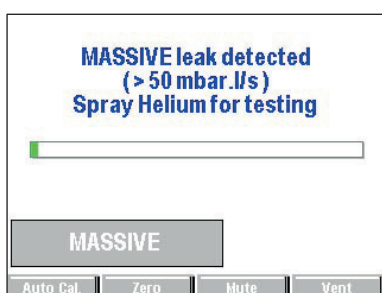 MASSIVE leak detected
( > 50 mbar.l/s )
Spray Helium for testing
MASSIVE
Auto Cal. Zero Mute Vent